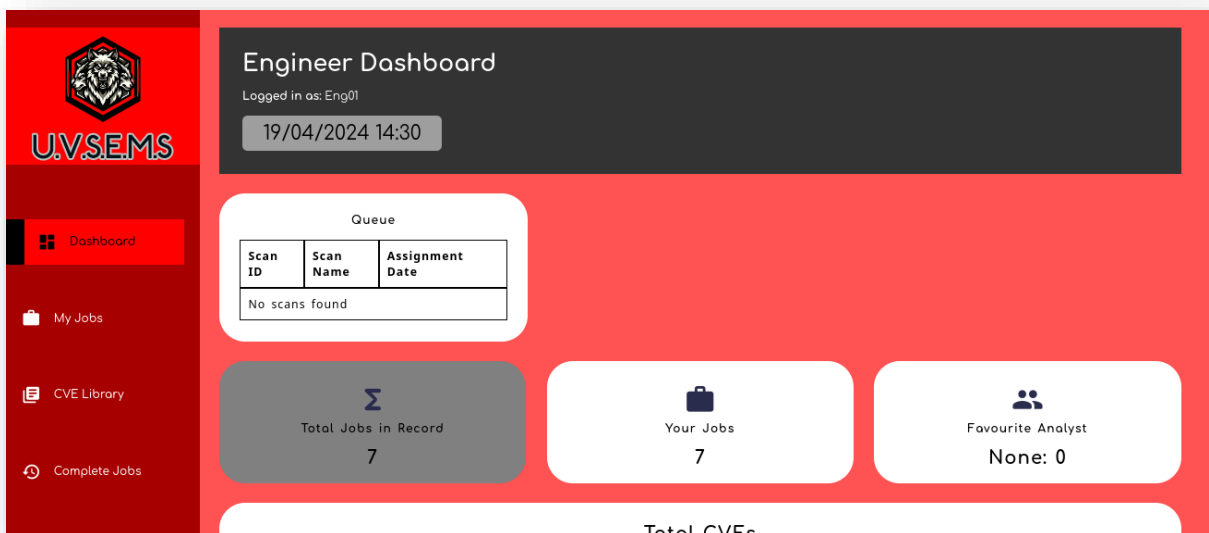 U.V.S.E.M.S
Dashboard
My Jobs
CVE Library
Complete Jobs
Engineer Dashboard
Logged in as: Eng01
19/04/2024 14:30
Queue
Scan ID
Scan Name
Assignment Date
No scans found
Total Jobs in Record
7
Your Jobs
7
Favourite Analyst
None: 0
Total CVEs